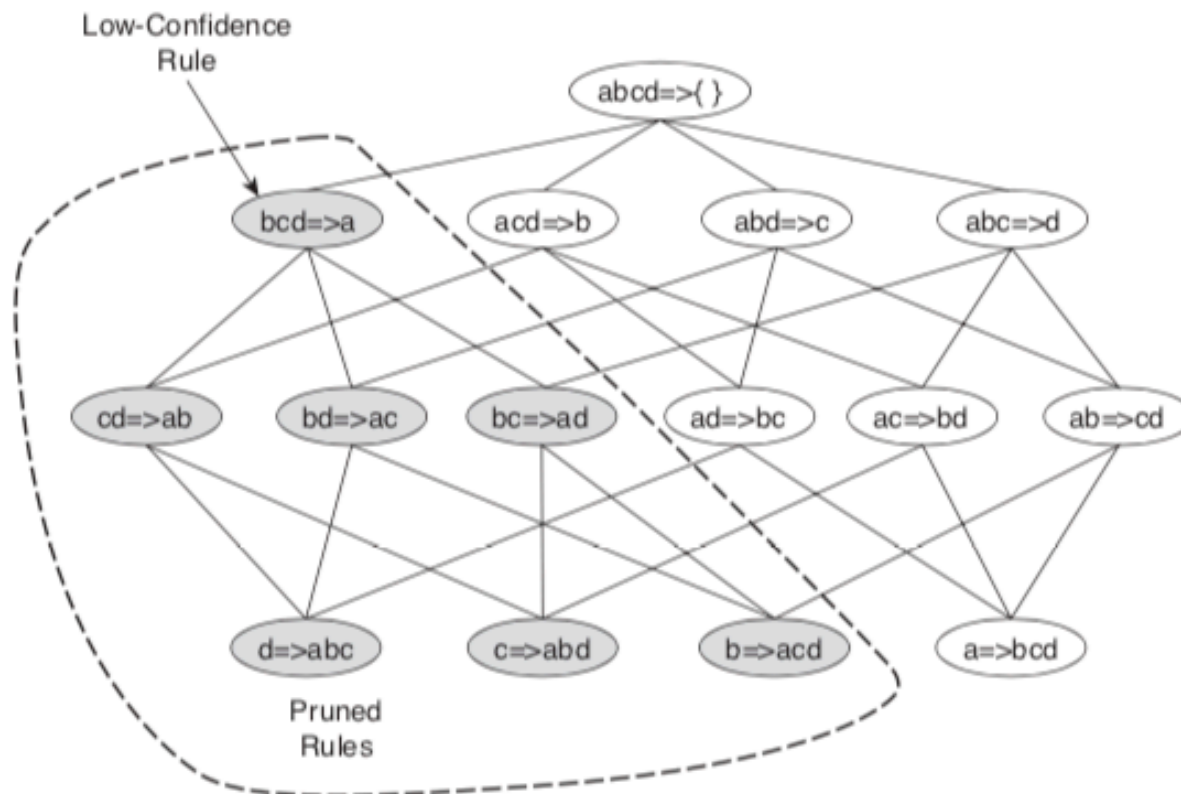 Low-Confidence
Rule
abcd=>{ }
bcd=>a
acd=>b
abd=>c
abc=>d
cd=>ab
bd=>ac
bc=>ad
ad=>bc
ac=>bd
ab=>cd
d=>abc
c=>abd
b=>acd
a=>bcd
Pruned
Rules